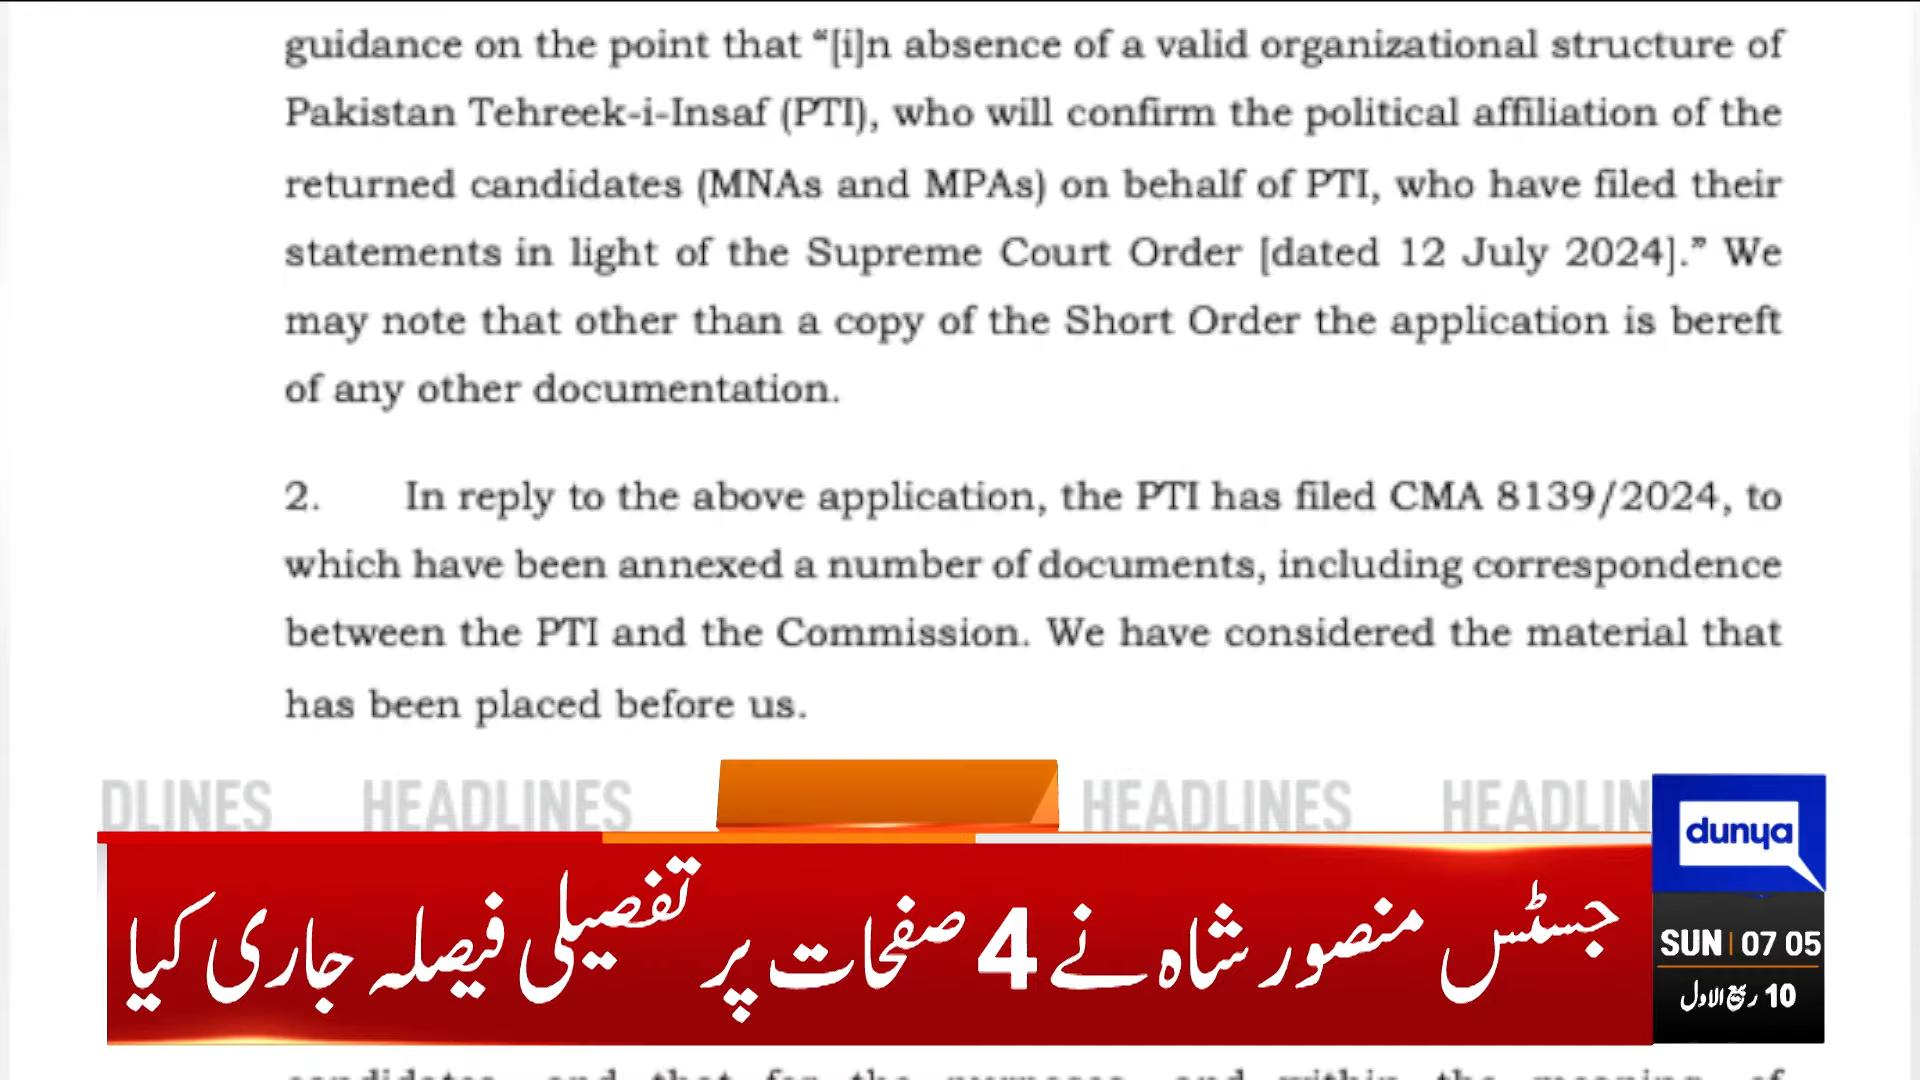 guidance on the point that “[i]n absence of a valid organizational structure of
Pakistan Tehreek-i-Insaf (PTI), who will confirm the political affiliation of the
returned candidates (MNAs and MPAs) on behalf of PTI, who have filed their
statements in light of the Supreme Court Order [dated 12 July 2024].” We
may note that other than a copy of the Short Order the application is bereft
of any other documentation.
2. In reply to the above application, the PTI has filed CMA 8139/2024, to
which have been annexed a number of documents, including correspondence
between the PTI and the Commission. We have considered the material that
has been placed before us.
DLINES HEADLINES HEADLINES HEADLIN
dunya
جسٹس منصور شاہ نے 4 صفحات پر تفصیلی فیصلہ جاری کیا
SUN 07 05
10 ربیع الاول